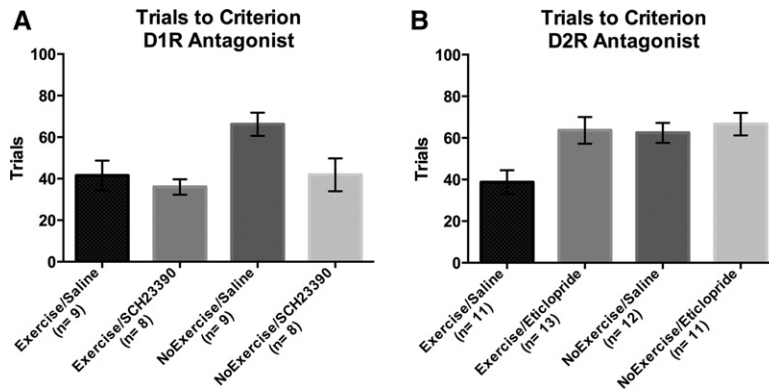 A
Trials to Criterion
D1R Antagonist
Trials
100
80
60
40
20
0
Exercise/Saline
(n= 9)
Exercise/SCH23390
(n= 8)
NoExercise/Saline
(n= 9)
NoExercise/SCH23390
(n= 8)
B
Trials to Criterion
D2R Antagonist
Trials
100
80
60
40
20
0
Exercise/Saline
(n= 11)
Exercise/Eticlopride
(n= 13)
NoExercise/Saline
(n= 12)
NoExercise/Eticlopride
(n= 11)